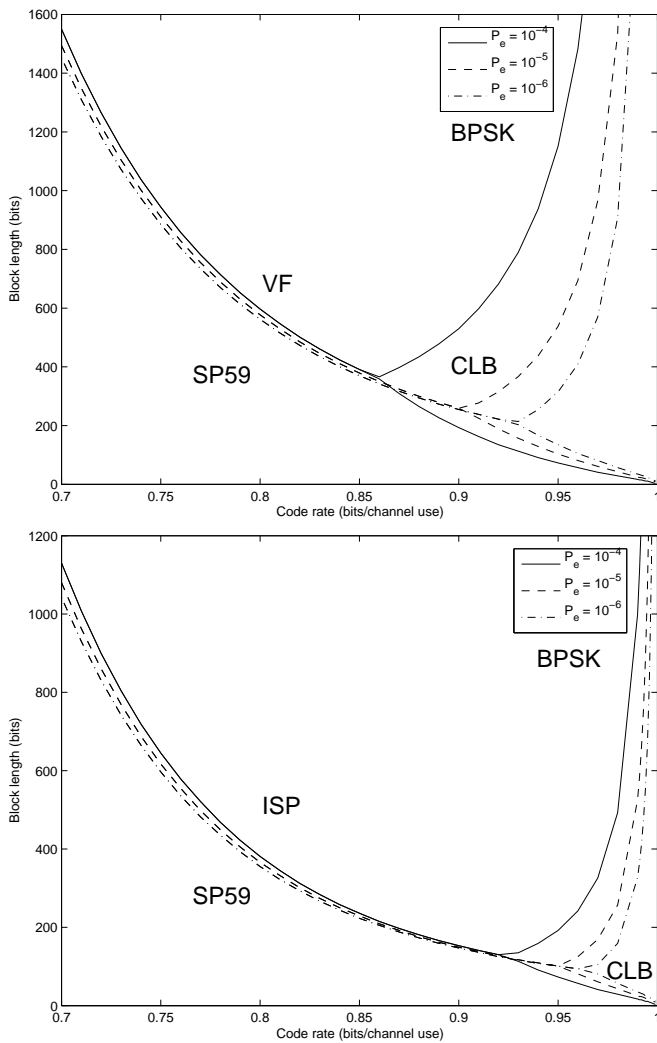 1600
1400
1200
1000
800
600
400
200
0
Block length (bits)
P_e = 10^-4
P_e = 10^-5
P_e = 10^-6
BPSK
VF
CLB
SP59
0.7 0.75 0.8 0.85 0.9 0.95 1
Code rate (bits/channel use)
1200
1000
800
600
400
200
0
Block length (bits)
P_e = 10^-4
P_e = 10^-5
P_e = 10^-6
BPSK
ISP
SP59
CLB
0.7 0.75 0.8 0.85 0.9 0.95 1
Code rate (bits/channel use)